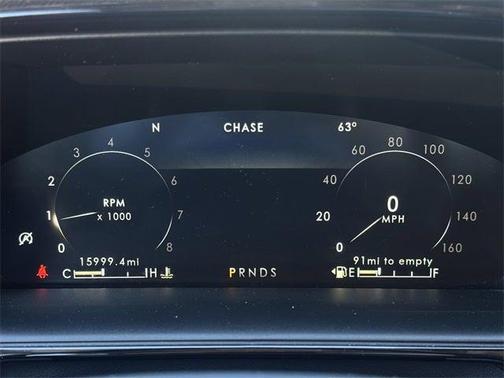 N CHASE 63°
3 4 5
2 6
1 7
0 8
RPM
x 1000
60 80 100
40 120
20 140
0 160
0
MPH
15999.4mi
91mi to empty
C H
PRNDS
E F